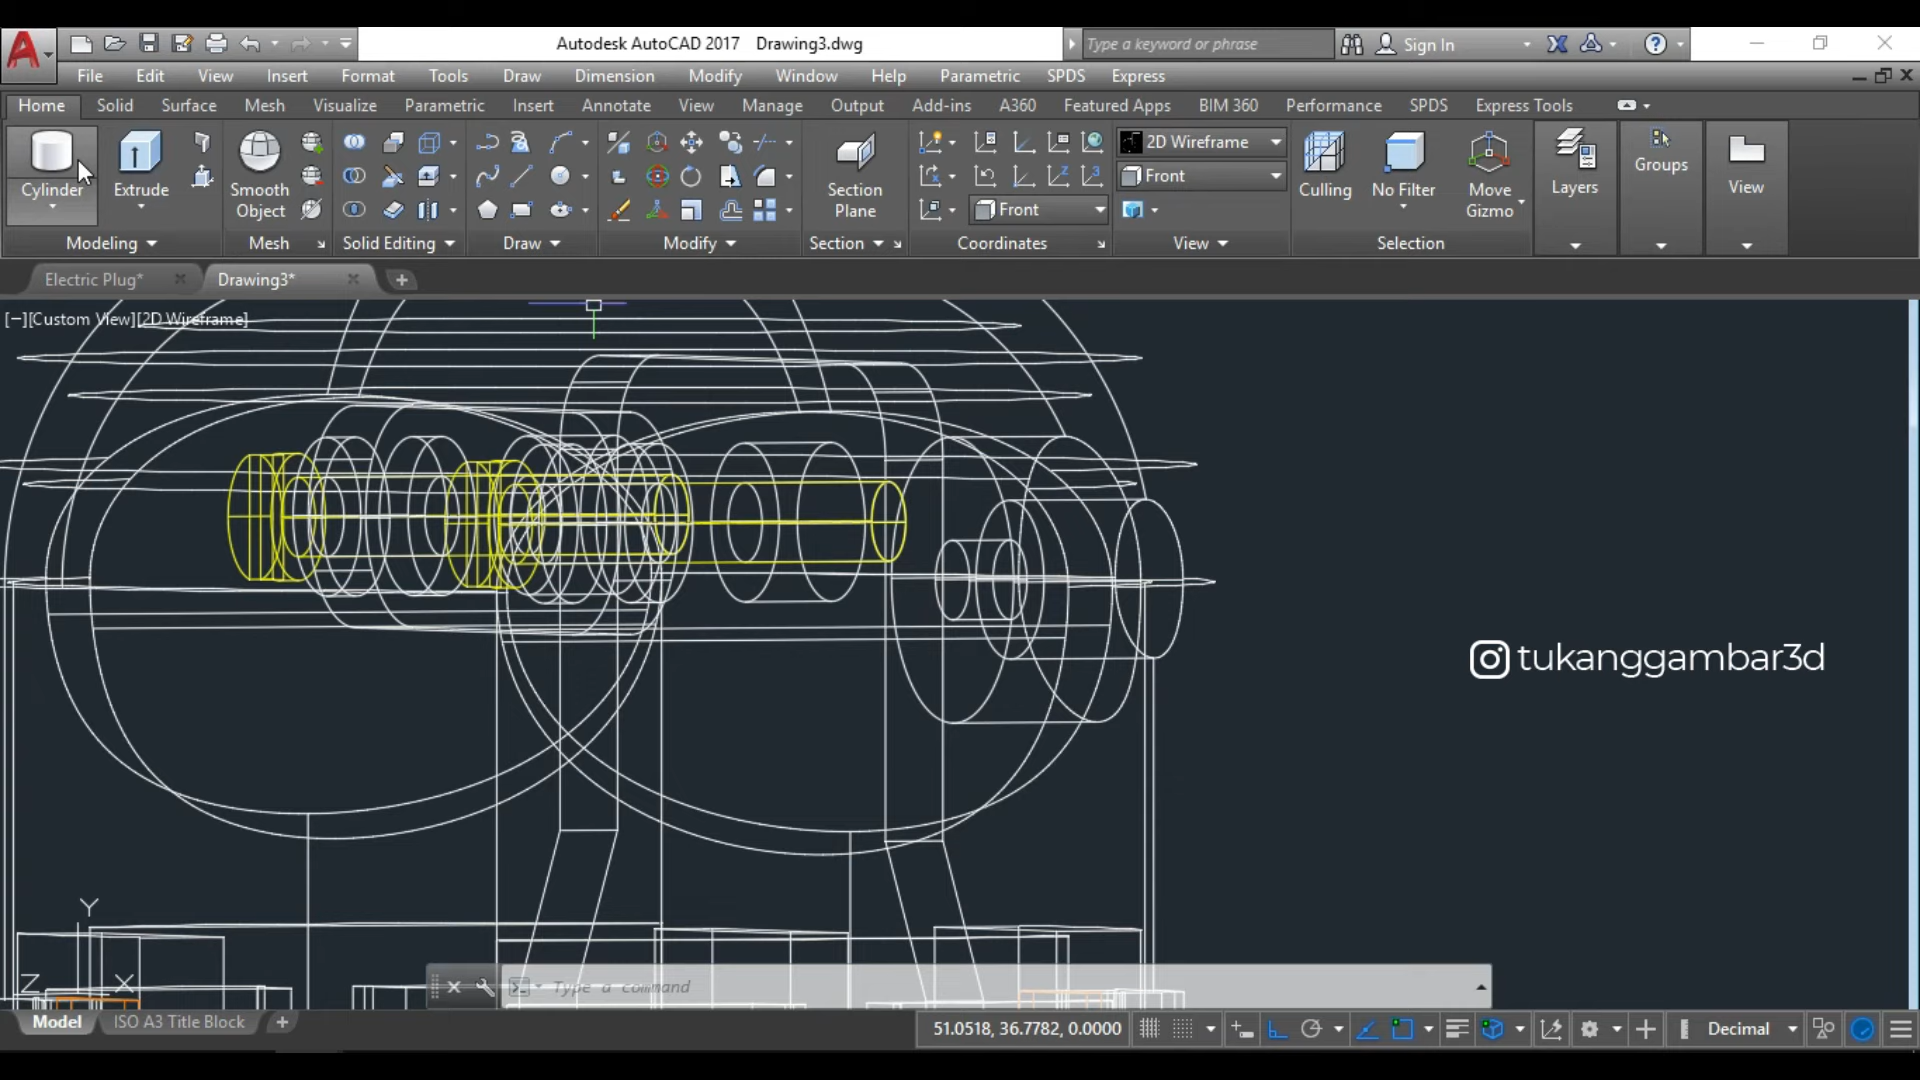 Autodesk AutoCAD 2017 Drawing3.dwg
Type a keyword or phrase
Sign In
File Edit View Insert Format Tools Draw Dimension Modify Window Help Parametric SPDS Express
Home Solid Surface Mesh Visualize Parametric Insert Annotate View Manage Output Add-ins A360 Featured Apps BIM 360 Performance SPDS Express Tools
2D Wireframe
Front
Front
Cylinder
Extrude
Smooth
Object
Section
Plane
Culling
No Filter
Move
Gizmo
Layers
Groups
View
Modeling
Mesh
Solid Editing
Draw
Modify
Section
Coordinates
View
Selection
Electric Plug*
Drawing3*
[−][Custom View][2D Wireframe]
tukanggambar3d
Y
Z
X
Type a command
Model
ISO A3 Title Block
51.0518, 36.7782, 0.0000
Decimal